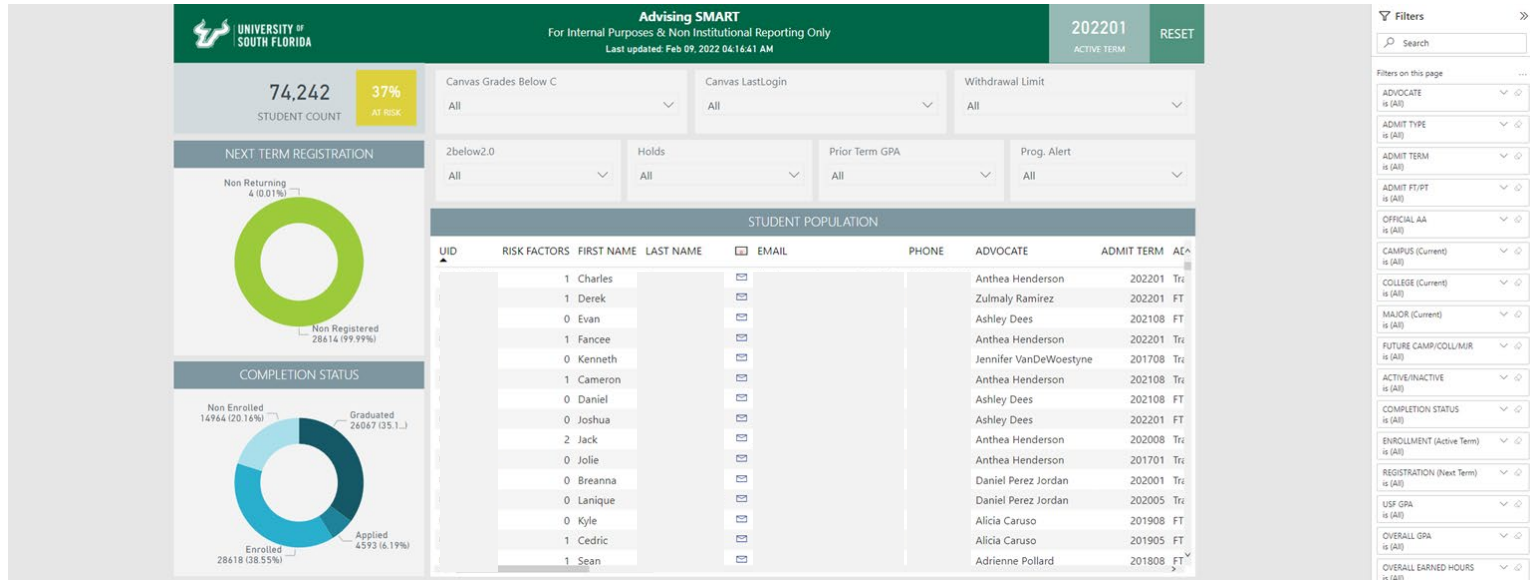 UNIVERSITY OF
SOUTH FLORIDA
Advising SMART
For Internal Purposes & Non Institutional Reporting Only
Last updated: Feb 09, 2022 04:16:41 AM
202201
ACTIVE TERM
RESET
74,242
STUDENT COUNT
37%
AT RISK
Canvas Grades Below C
All
Canvas LastLogin
All
Withdrawal Limit
All
2below2.0
All
Holds
All
Prior Term GPA
All
Prog. Alert
All
NEXT TERM REGISTRATION
Non Returning
4 (0.01%)
Non Registered
28614 (99.99%)
COMPLETION STATUS
Non Enrolled
14964 (20.16%)
Graduated
26067 (35.1...)
Applied
4593 (6.19%)
Enrolled
28618 (38.55%)
STUDENT POPULATION
UID RISK FACTORS FIRST NAME LAST NAME EMAIL PHONE ADVOCATE ADMIT TERM AD
1 Charles Anthea Henderson 202201 Tra
1 Derek Zulmaly Ramirez 202201 FT
0 Evan Ashley Dees 202108 FT
1 Fancee Anthea Henderson 202201 Tra
0 Kenneth Jennifer VanDeWoestyne 201708 Tra
1 Cameron Anthea Henderson 202108 Tra
0 Daniel Ashley Dees 202108 FT
0 Joshua Ashley Dees 202201 FT
2 Jack Anthea Henderson 202008 Tra
0 Jolie Anthea Henderson 201701 Tra
0 Breanna Daniel Perez Jordan 202001 Tra
0 Lanique Daniel Perez Jordan 202005 Tra
0 Kyle Alicia Caruso 201908 FT
1 Cedric Alicia Caruso 201905 FT
1 Sean Adrienne Pollard 201808 FT
Filters
Search
Filters on this page
...
ADVOCATE
is (All)
ADMIT TYPE
is (All)
ADMIT TERM
is (All)
ADMIT FT/PT
is (All)
OFFICIAL AA
is (All)
CAMPUS (Current)
is (All)
COLLEGE (Current)
is (All)
MAJOR (Current)
is (All)
FUTURE CAMP/COLL/MJR
is (All)
ACTIVE/INACTIVE
is (All)
COMPLETION STATUS
is (All)
ENROLLMENT (Active Term)
is (All)
REGISTRATION (Next Term)
is (All)
USF GPA
is (All)
OVERALL GPA
is (All)
OVERALL EARNED HOURS
is (All)